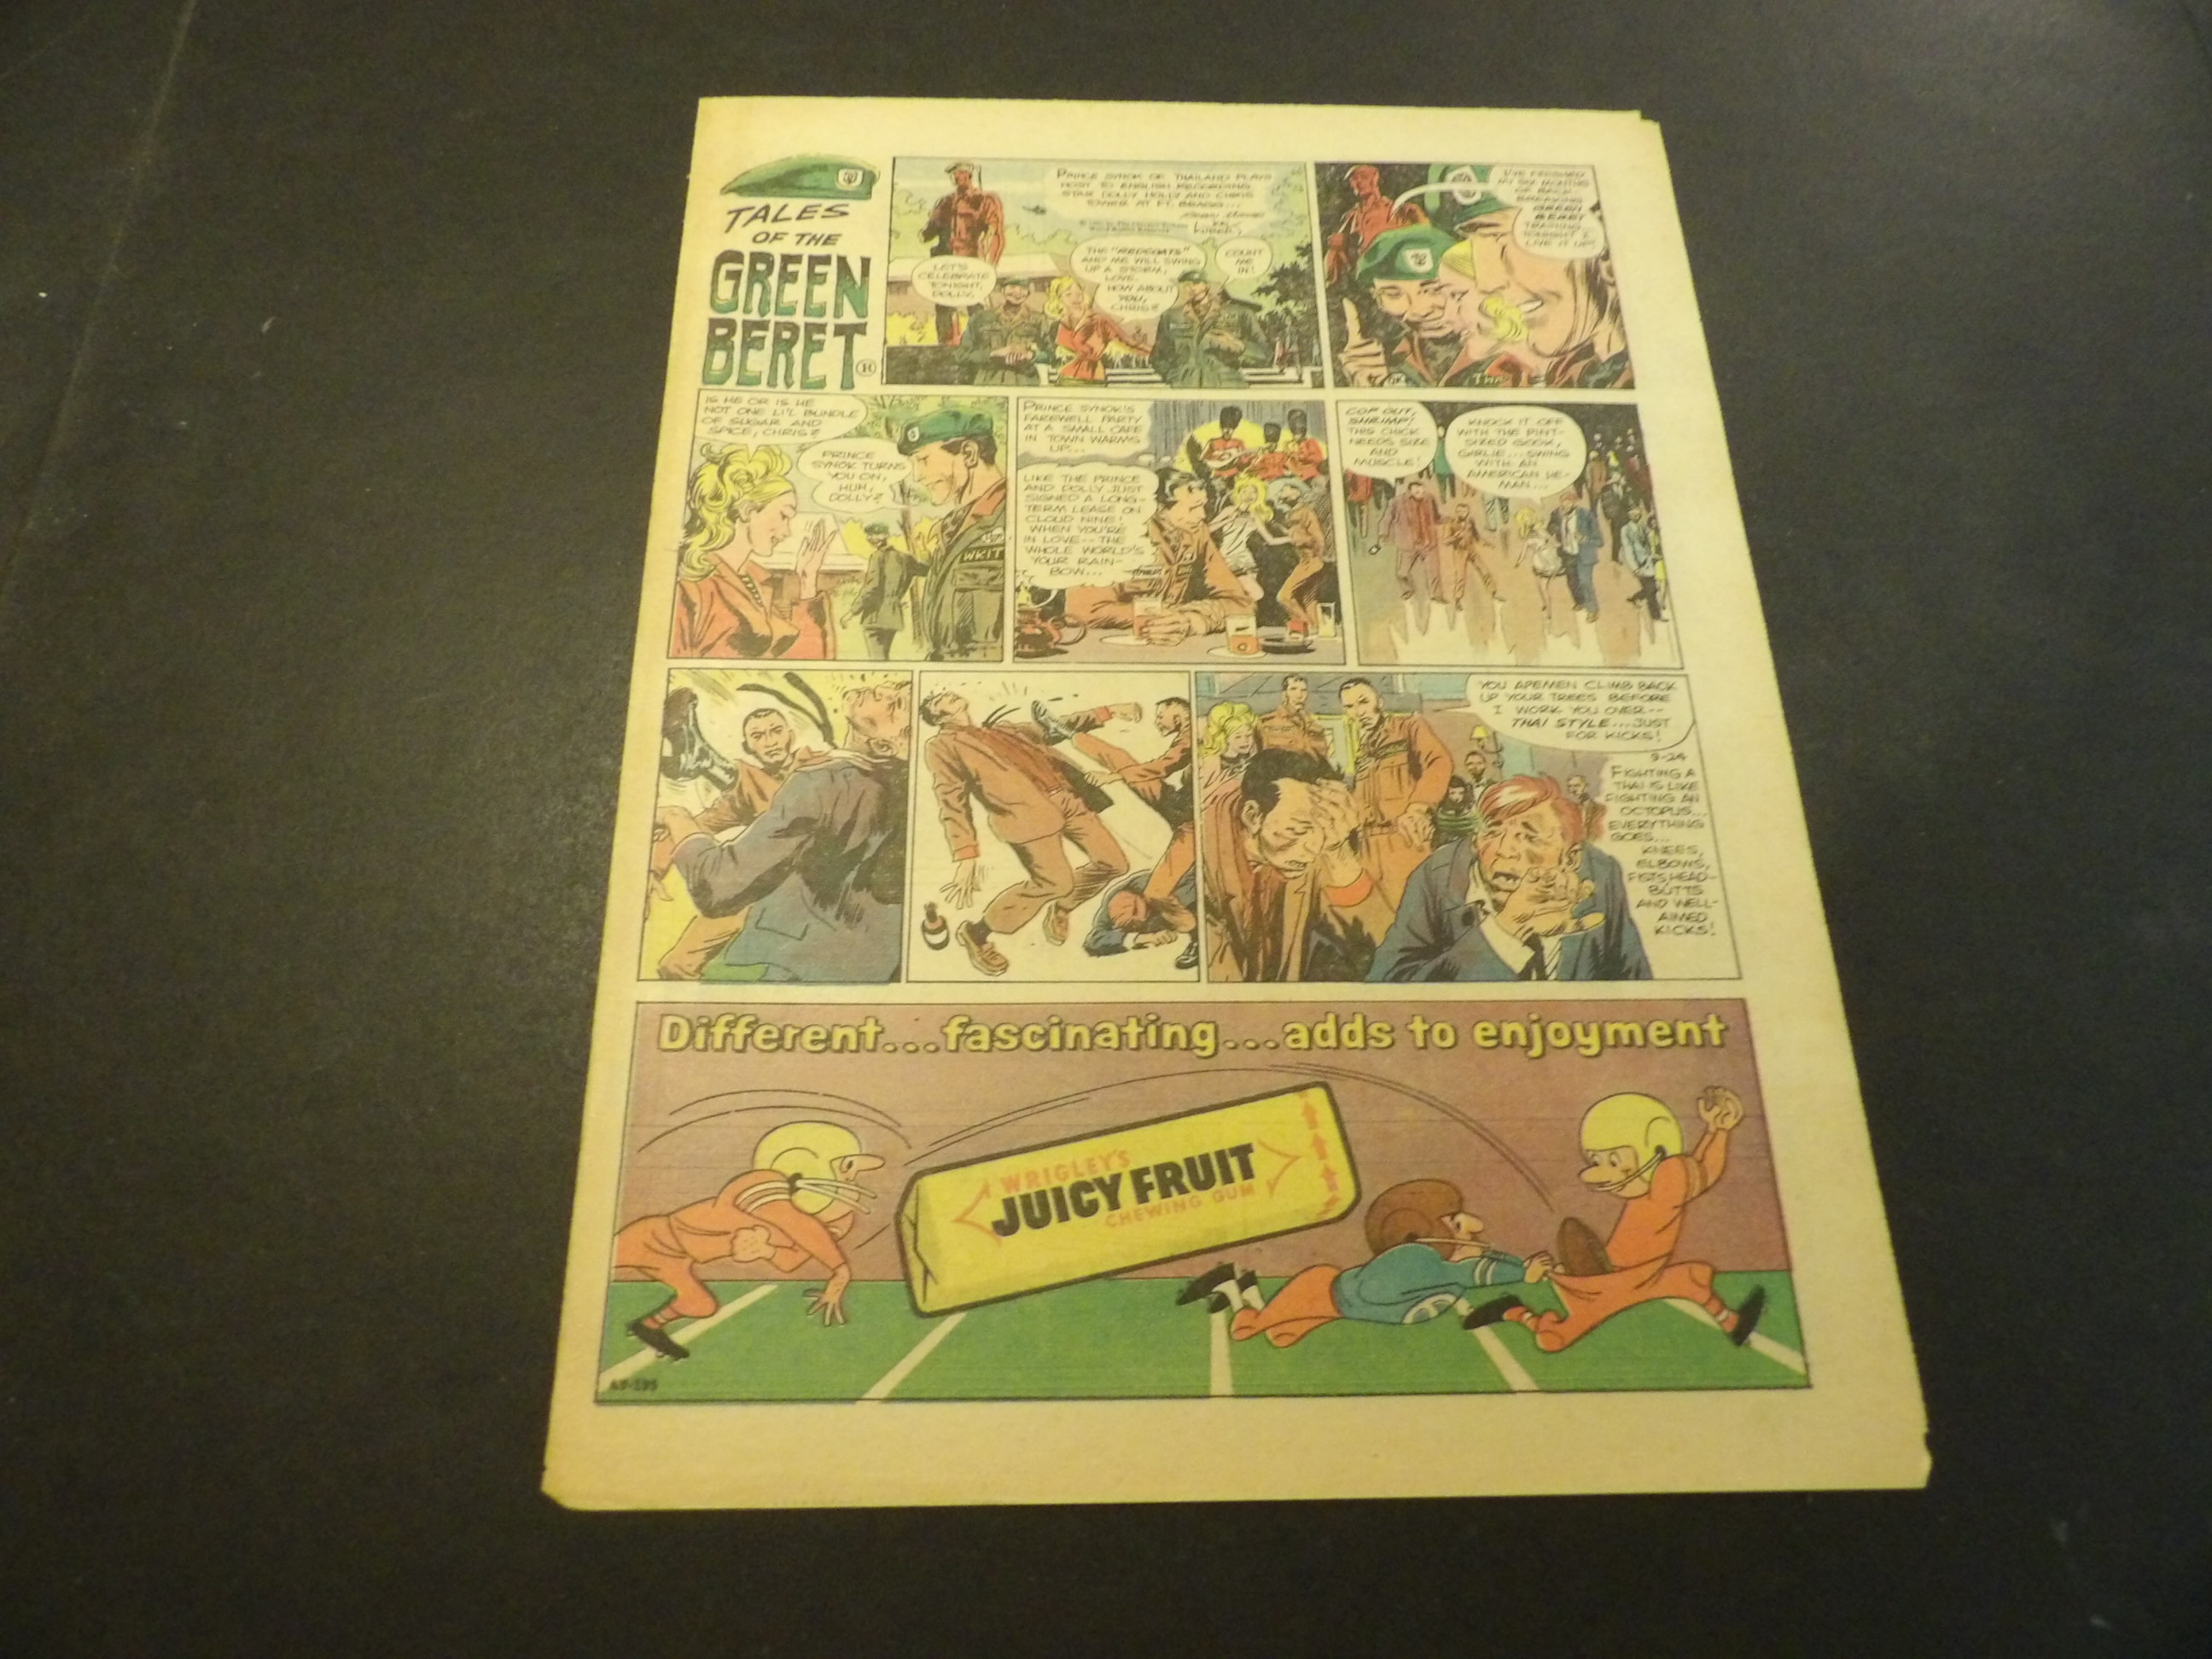 TALES
OF THE
GREEN
BERET
PRINCE SYNOK OF THAILAND PLAYS
HOST TO ENGLISH RECORDING
STAR DOLLY HOLLY AND CHRIS
TOWER AT FT. BRAGG...
LET'S
CELEBRATE
TONIGHT,
DOLLY.
THE "REDCOATS"
AND ME WILL SWING
UP A STORM,
LOVE.
HOW ABOUT
YOU,
CHRIS?
COUNT
ME
IN!
I'VE FINISHED
MY SIX MONTHS
OF BACK-
BREAKING
GREEN
BERET
TRAINING.
TONIGHT I
LIVE IT UP!
IS HE OR IS HE
NOT ONE LI'L BUNDLE
OF SUGAR AND
SPICE, CHRIS?
PRINCE
SYNOK TURNS
YOU ON,
HUH,
DOLLY?
WKIT
PRINCE SYNOK'S
FAREWELL PARTY
AT A SMALL CAFE
IN TOWN WARMS
UP...
LIKE THE PRINCE
AND DOLLY JUST
SIGNED A LONG-
TERM LEASE ON
CLOUD NINE!
WHEN YOU'RE
IN LOVE--THE
WHOLE WORLD'S
YOUR RAIN-
BOW...
COP OUT,
SHRIMP!
THIS CHICK
NEEDS SIZE
AND
MUSCLE!
KNOCK IT OFF
WITH THE PINT-
SIZED GOOK,
GIRLIE...SWING
WITH AN
AMERICAN HE-
MAN...
YOU APEMEN CLIMB BACK
UP YOUR TREES BEFORE
I WORK YOU OVER--
THAI STYLE...JUST
FOR KICKS!
9-24
FIGHTING A
THAI IS LIKE
FIGHTING AN
OCTOPUS...
EVERYTHING
GOES...
KNEES,
ELBOWS,
FISTS, HEAD-
BUTTS
AND WELL-
AIMED
KICKS!
Different...fascinating...adds to enjoyment
WRIGLEY'S
JUICY FRUIT
CHEWING GUM